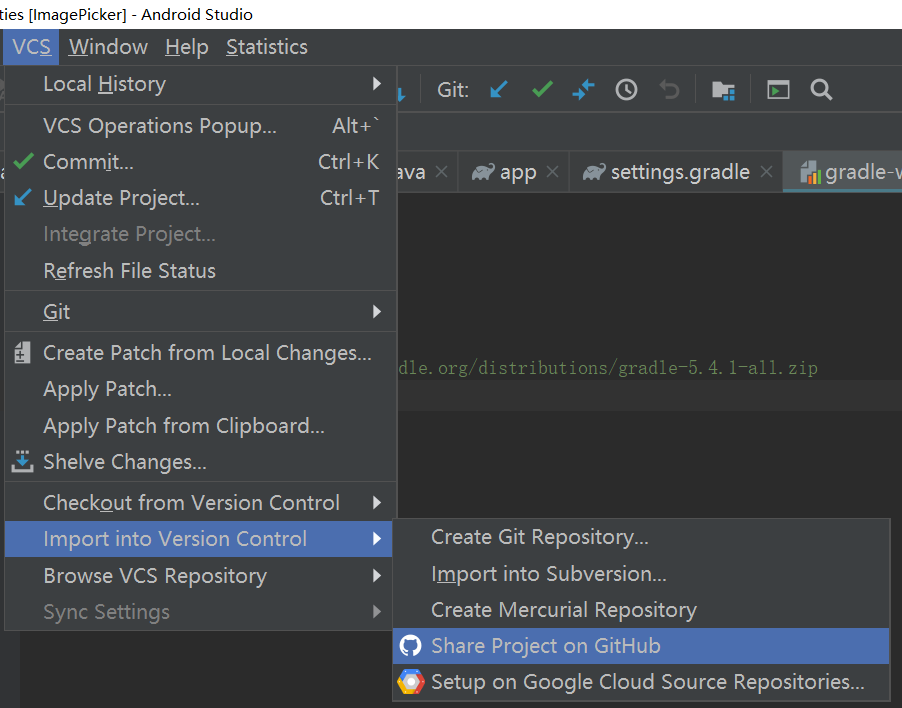 ties [ImagePicker] - Android Studio
VCS Window Help Statistics
Local History
Git:
VCS Operations Popup... Alt+`
Commit... Ctrl+K
ava app settings.gradle gradle-w
Update Project... Ctrl+T
Integrate Project...
Refresh File Status
Git
Create Patch from Local Changes...
dle.org/distributions/gradle-5.4.1-all.zip
Apply Patch...
Apply Patch from Clipboard...
Shelve Changes...
Checkout from Version Control
Import into Version Control
Browse VCS Repository
Sync Settings
Create Git Repository...
Import into Subversion...
Create Mercurial Repository
Share Project on GitHub
Setup on Google Cloud Source Repositories...